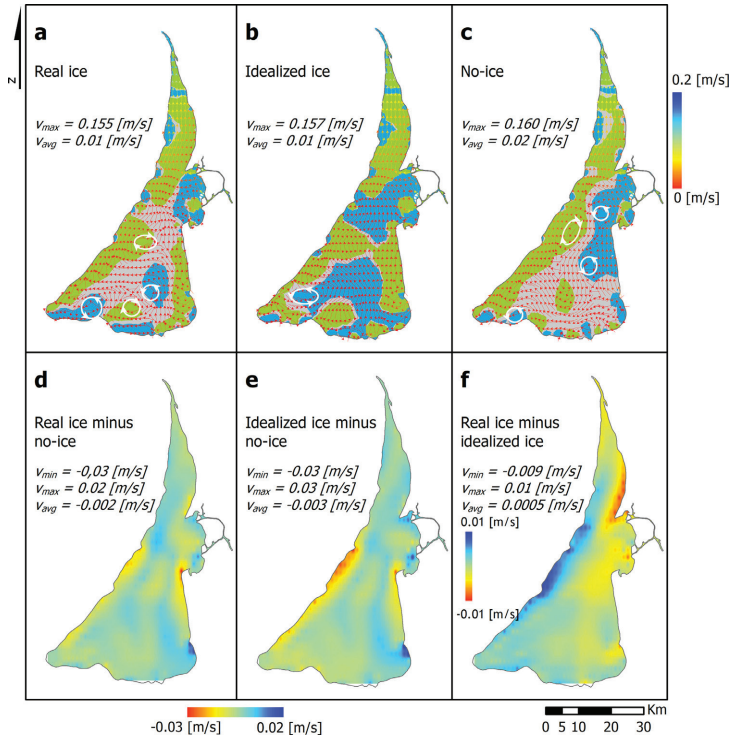 a
Real ice
v_max = 0.155 [m/s]
v_avg = 0.01 [m/s]
b
Idealized ice
v_max = 0.157 [m/s]
v_avg = 0.01 [m/s]
c
No-ice
v_max = 0.160 [m/s]
v_avg = 0.02 [m/s]
0.2 [m/s]
0 [m/s]
N
d
Real ice minus
no-ice
v_min = -0,03 [m/s]
v_max = 0.02 [m/s]
v_avg = -0.002 [m/s]
e
Idealized ice minus
no-ice
v_min = -0.03 [m/s]
v_max = 0.03 [m/s]
v_avg = -0.003 [m/s]
f
Real ice minus
idealized ice
v_min = -0.009 [m/s]
v_max = 0.01 [m/s]
v_avg = 0.0005 [m/s]
0.01 [m/s]
-0.01 [m/s]
-0.03 [m/s]
0.02 [m/s]
Km
0 5 10 20 30